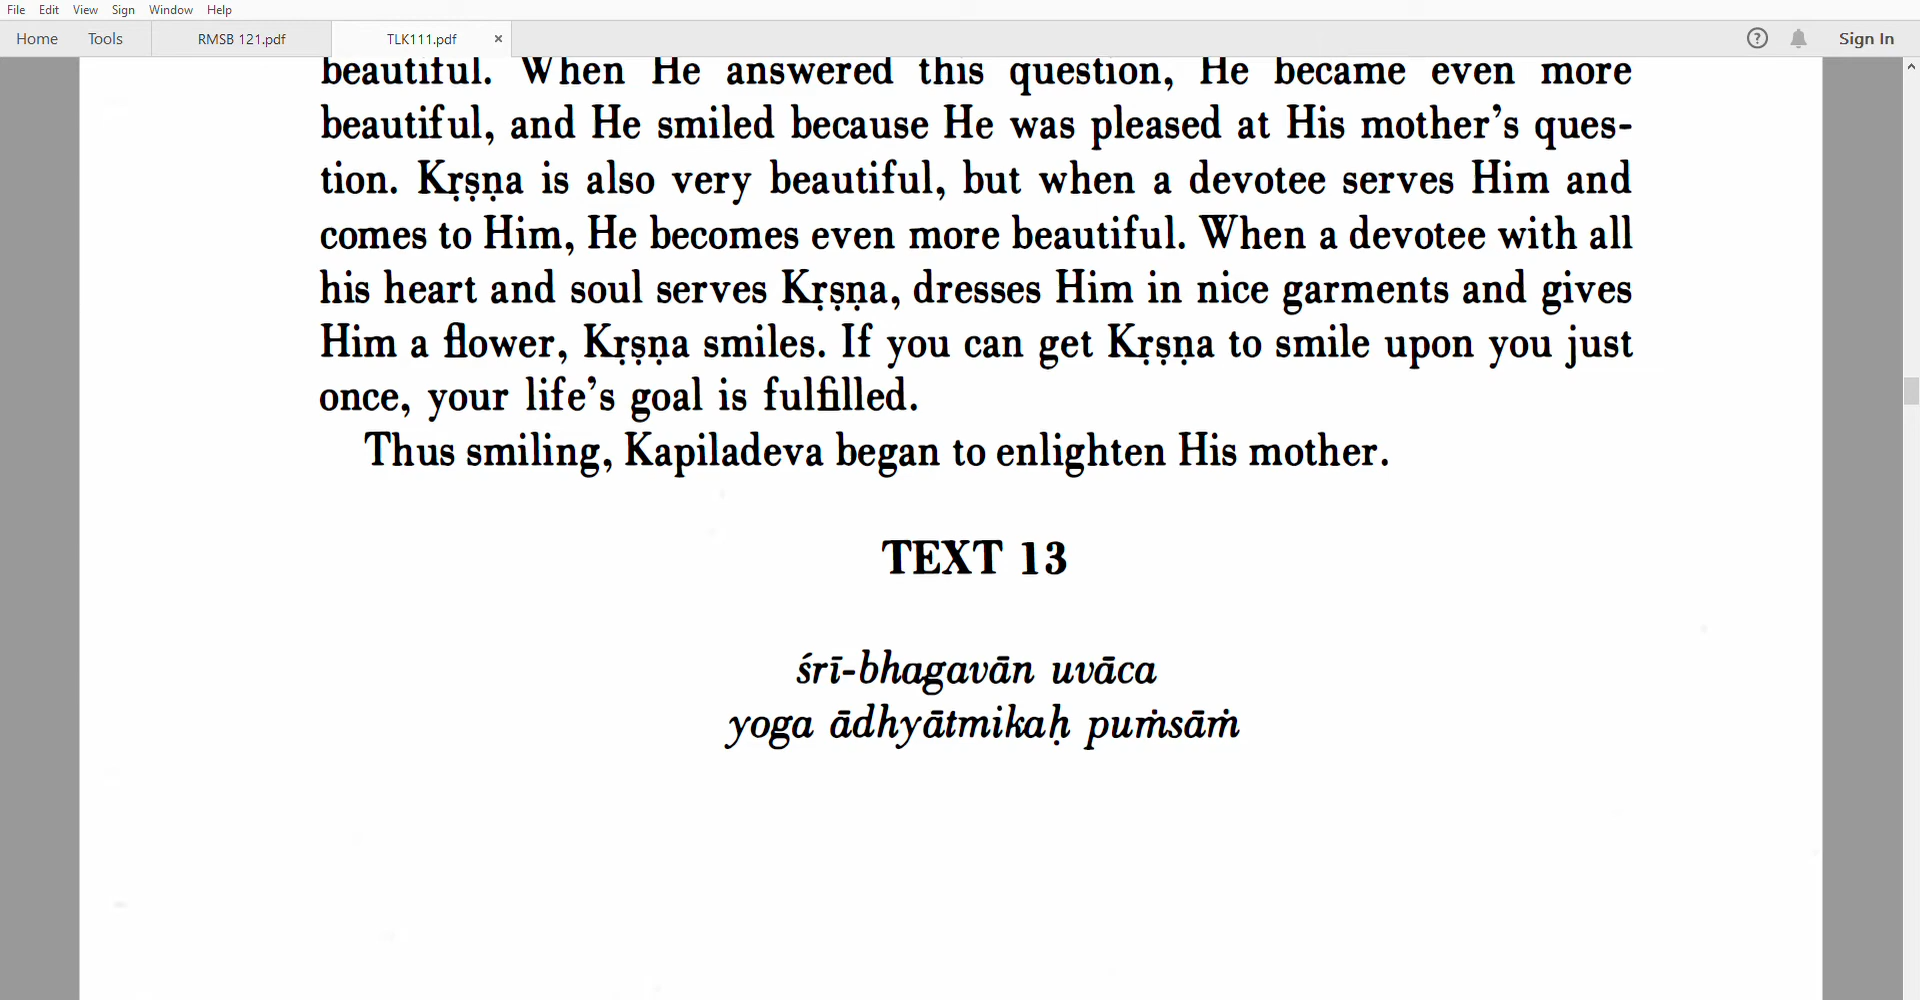 File Edit View Sign Window Help
Home Tools RMSB 121.pdf TLK111.pdf × ? Sign In
beautiful. When He answered this question, He became even more
beautiful, and He smiled because He was pleased at His mother’s ques-
tion. Kṛṣṇa is also very beautiful, but when a devotee serves Him and
comes to Him, He becomes even more beautiful. When a devotee with all
his heart and soul serves Kṛṣṇa, dresses Him in nice garments and gives
Him a flower, Kṛṣṇa smiles. If you can get Kṛṣṇa to smile upon you just
once, your life’s goal is fulfilled.
Thus smiling, Kapiladeva began to enlighten His mother.
TEXT 13
śrī-bhagavān uvāca
yoga ādhyātmikaḥ puṁsāṁ